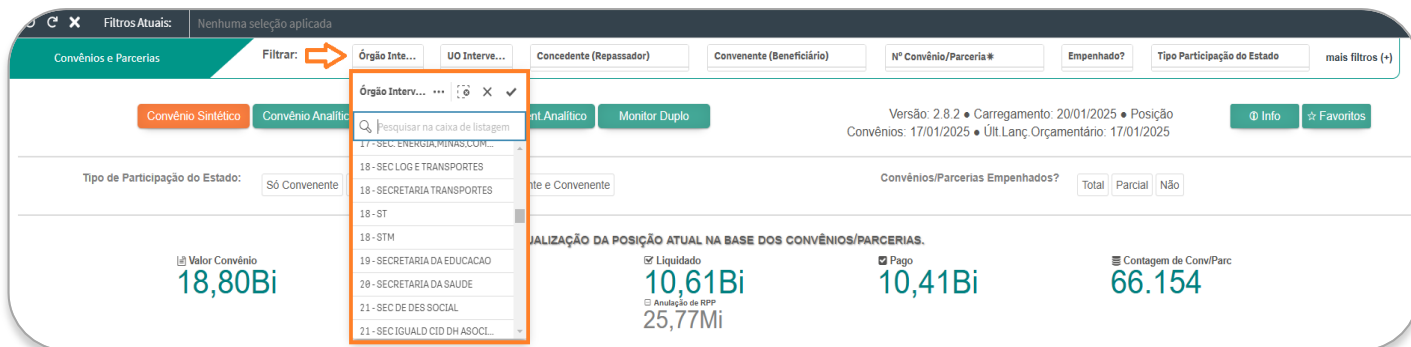 Filtros Atuais: Nenhuma seleção aplicada
Convênios e Parcerias
Filtrar:
Órgão Inte...
UO Interve...
Concedente (Repassador)
Convenente (Beneficiário)
Nº Convênio/Parceria#
Empenhado?
Tipo Participação do Estado
mais filtros (+)
Órgão Interv...
Pesquisar na caixa de listagem
17 - SEC. ENERGIA,MINAS,COM...
18 - SEC LOG E TRANSPORTES
18 - SECRETARIA TRANSPORTES
18 - ST
18 - STM
19 - SECRETARIA DA EDUCACAO
20 - SECRETARIA DA SAUDE
21 - SEC DE DES SOCIAL
21 - SEC IGUALD CID DH ASOCI...
Convênio Sintético
Convênio Analític
nt.Analítico
Monitor Duplo
Versão: 2.8.2 ● Carregamento: 20/01/2025 ● Posição
Convênios: 17/01/2025 ● Últ.Lanç.Orçamentário: 17/01/2025
Info
Favoritos
Tipo de Participação do Estado:
Só Convenente
nte e Convenente
Convênios/Parcerias Empenhados?
Total
Parcial
Não
UALIZAÇÃO DA POSIÇÃO ATUAL NA BASE DOS CONVÊNIOS/PARCERIAS.
Valor Convênio
18,80Bi
Liquidado
10,61Bi
Anulação de RPP
25,77Mi
Pago
10,41Bi
Contagem de Conv/Parc
66.154